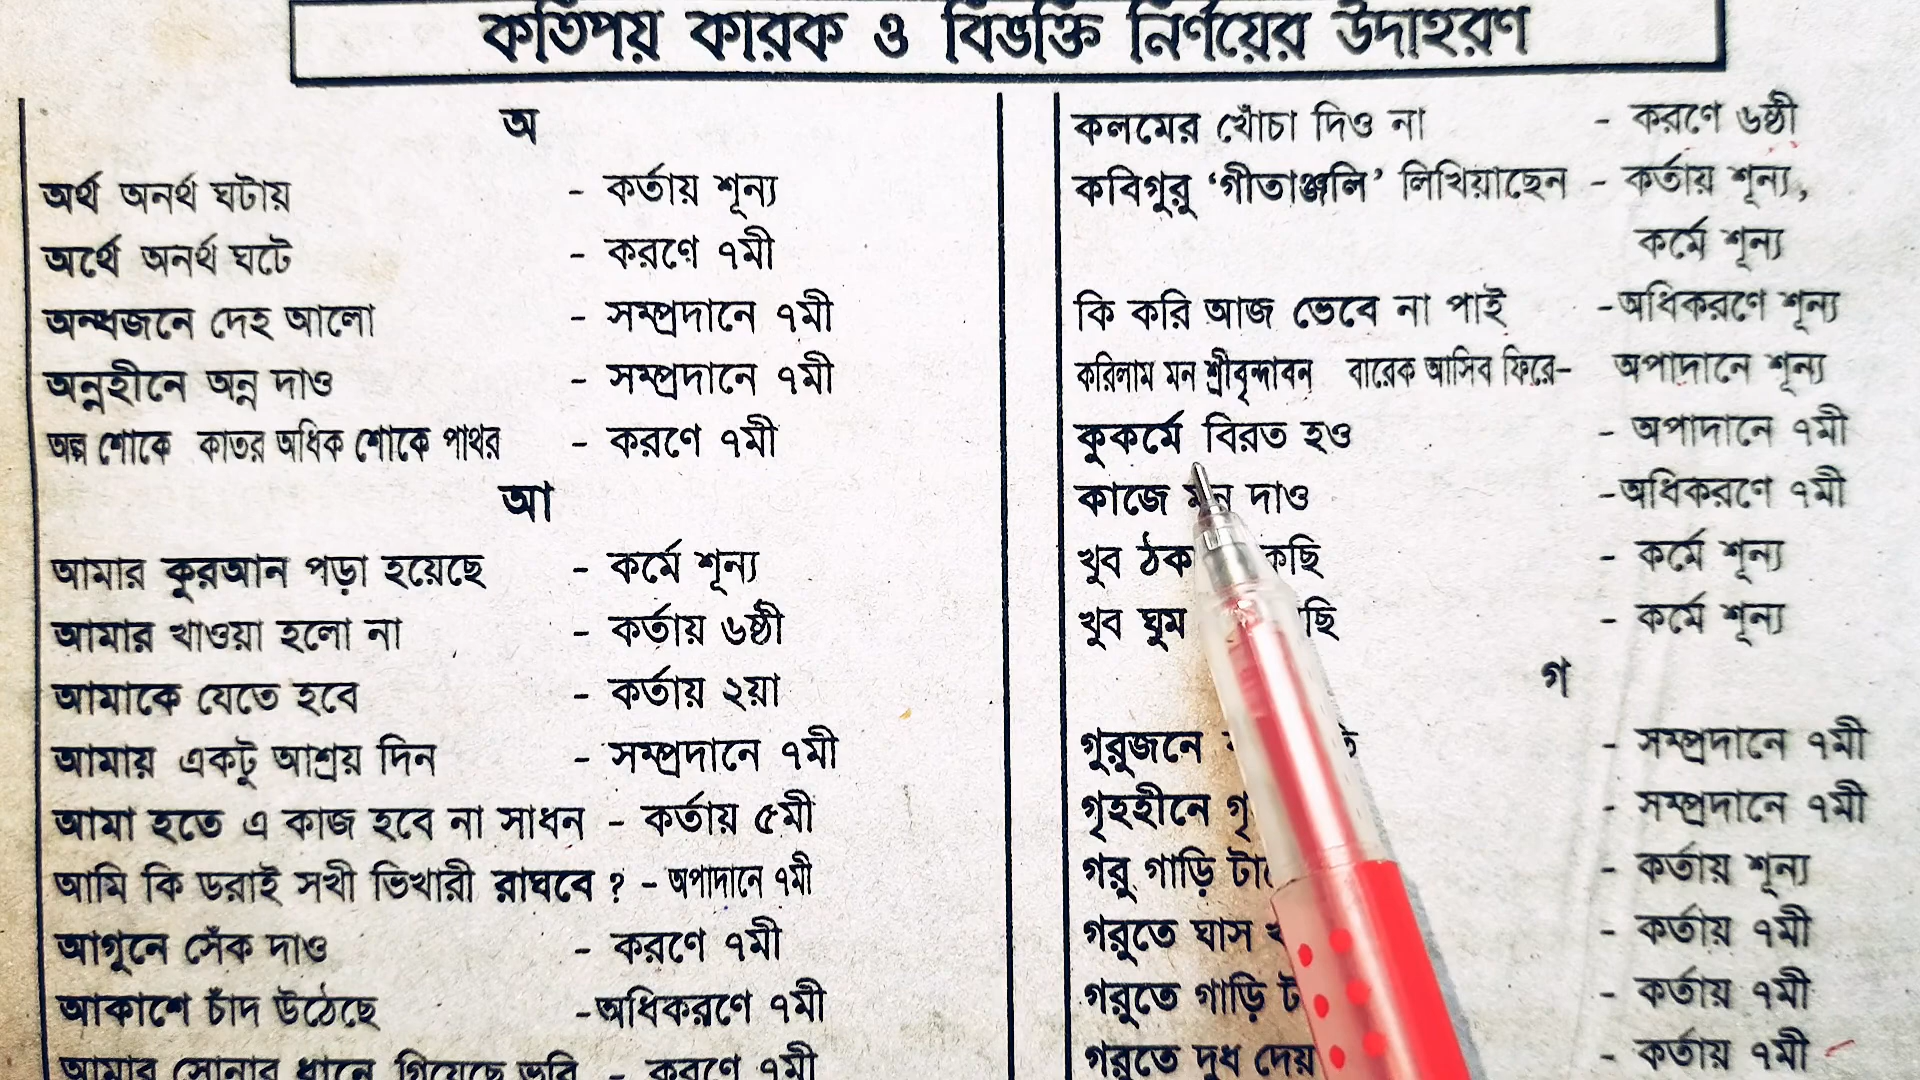 কতিপয় কারক ও বিভক্তি নির্ণয়ের উদাহরণ
অ
অর্থ অনর্থ ঘটায় - কর্তায় শূন্য
অর্থে অনর্থ ঘটে - করণে ৭মী
অন্ধজনে দেহ আলো - সম্প্রদানে ৭মী
অন্নহীনে অন্ন দাও - সম্প্রদানে ৭মী
অল্প শোকে কাতর অধিক শোকে পাথর - করণে ৭মী
আ
আমার কুরআন পড়া হয়েছে - কর্মে শূন্য
আমার খাওয়া হলো না - কর্তায় ৬ষ্ঠী
আমাকে যেতে হবে - কর্তায় ২য়া
আমায় একটু আশ্রয় দিন - সম্প্রদানে ৭মী
আমা হতে এ কাজ হবে না সাধন - কর্তায় ৫মী
আমি কি ডরাই সখী ভিখারী রাঘবে ? - অপাদানে ৭মী
আগুনে সেঁক দাও - করণে ৭মী
আকাশে চাঁদ উঠেছে -অধিকরণে ৭মী
আমার সোনার ধানে গিয়েছে ভরি - করণে ৭মী
কলমের খোঁচা দিও না - করণে ৬ষ্ঠী
কবিগুরু ‘গীতাঞ্জলি’ লিখিয়াছেন - কর্তায় শূন্য,
কর্মে শূন্য
কি করি আজ ভেবে না পাই -অধিকরণে শূন্য
করিলাম মন শ্রীবৃন্দাবন বারেক আসিব ফিরে- অপাদানে শূন্য
কুকর্মে বিরত হও - অপাদানে ৭মী
কাজে মন দাও -অধিকরণে ৭মী
খুব ঠক - কর্মে শূন্য
খুব ঘুম - কর্মে শূন্য
গ
গুরুজনে - সম্প্রদানে ৭মী
গৃহহীনে - সম্প্রদানে ৭মী
গরু গাড়ি - কর্তায় শূন্য
গরুতে ঘাস - কর্তায় ৭মী
গরুতে গাড়ি - কর্তায় ৭মী
গরুতে দুধ দেয় - কর্তায় ৭মী